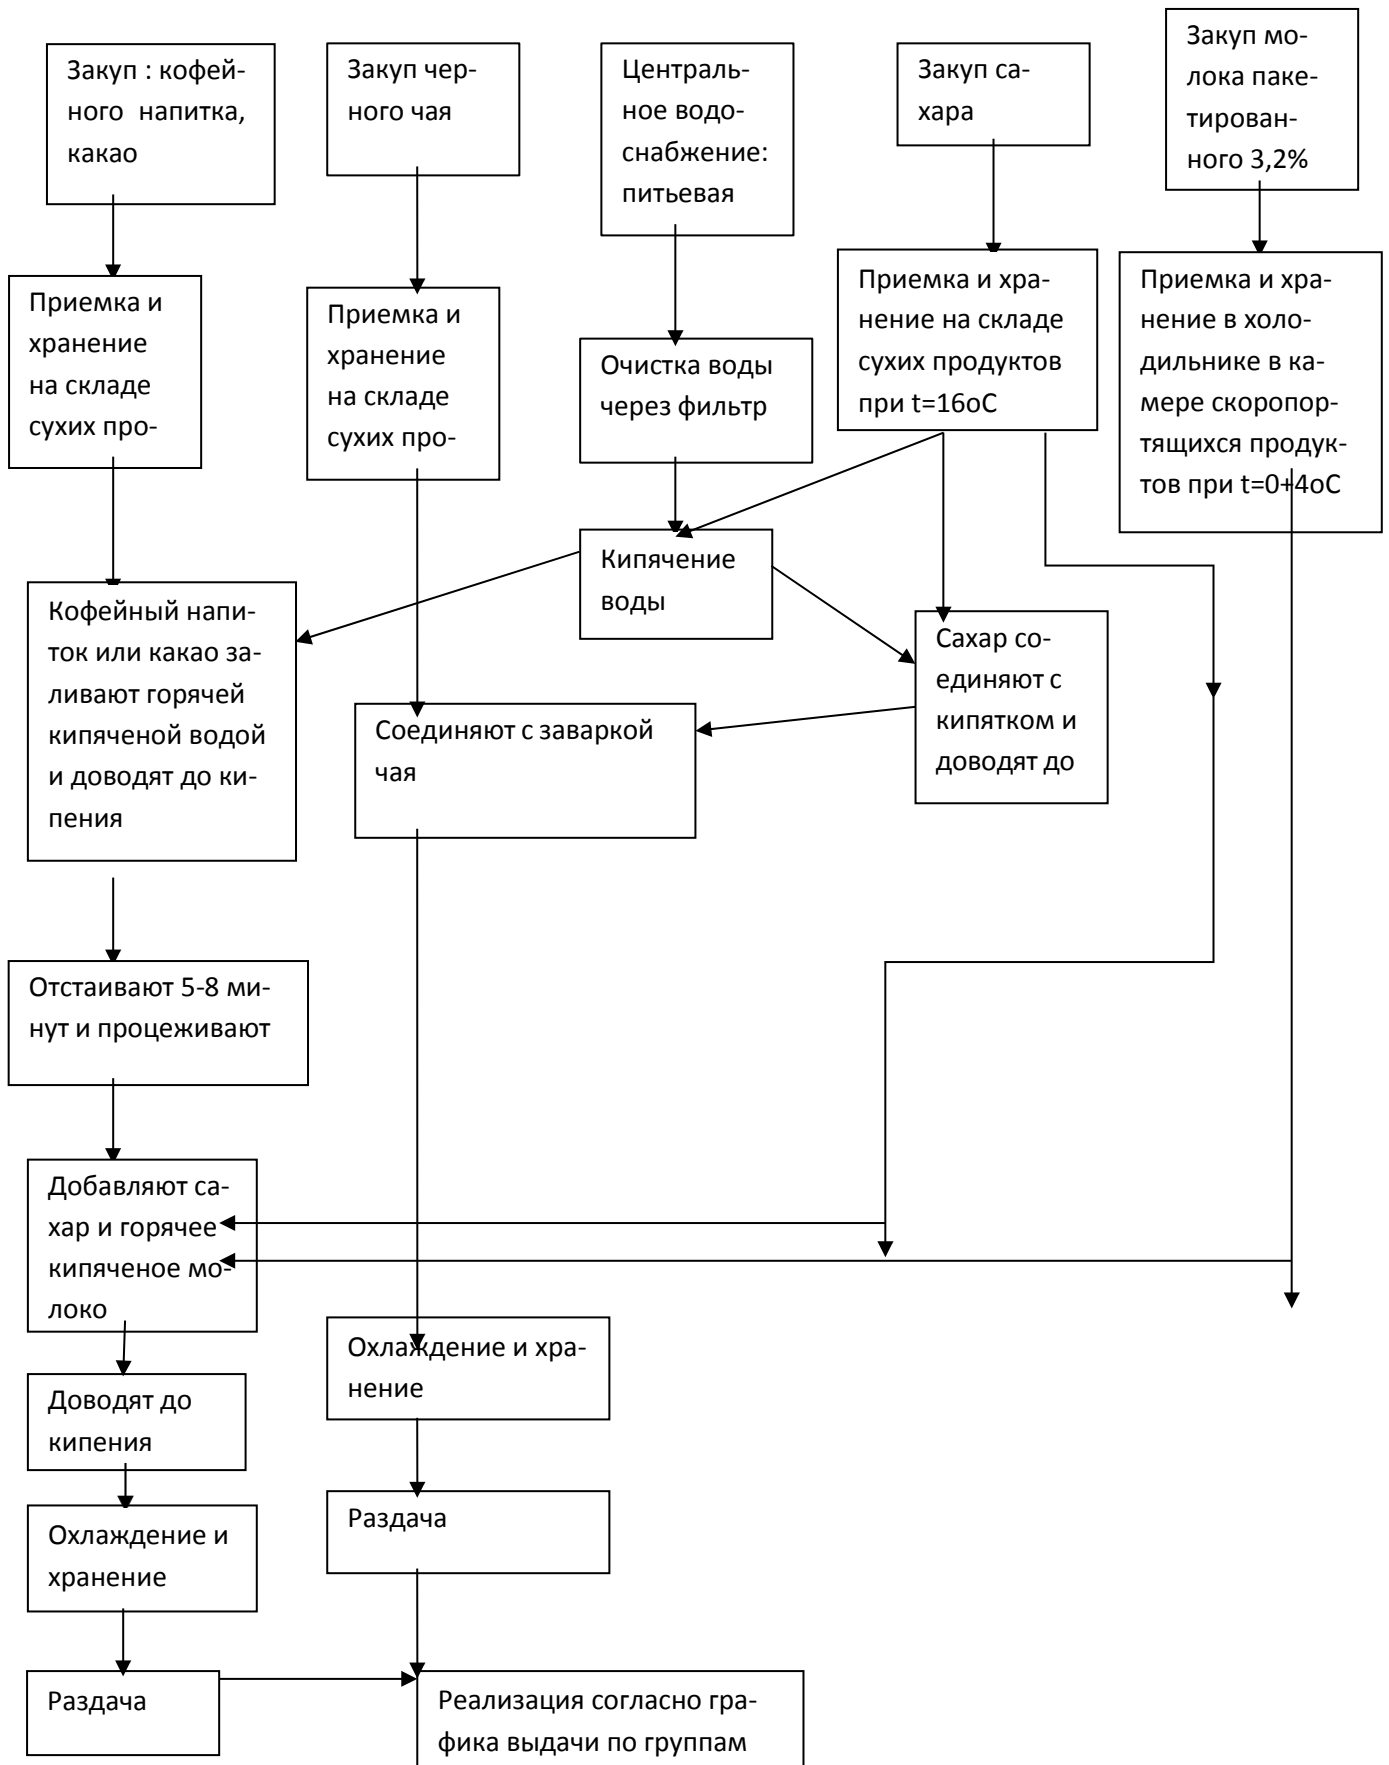 Закуп : кофей-
ного напитка,
какао
Закуп чер-
ного чая
Централь-
ное водо-
снабжение:
питьевая
Закуп са-
хара
Закуп мо-
лока паке-
тирован-
ного 3,2%
Приемка и
хранение
на складе
сухих про-
Приемка и
хранение
на складе
сухих про-
Очистка воды
через фильтр
Приемка и хра-
нение на складе
сухих продуктов
при t=16оС
Приемка и хра-
нение в холо-
дильнике в ка-
мере скоропор-
тящихся продук-
тов при t=0+4оС
Кипячение
воды
Кофейный напи-
ток или какао за-
ливают горячей
кипяченой водой
и доводят до ки-
пения
Сахар со-
единяют с
кипятком и
доводят до
Соединяют с заваркой
чая
Отстаивают 5-8 ми-
нут и процеживают
Добавляют са-
хар и горячее
кипяченое мо-
локо
Охлаждение и хра-
нение
Доводят до
кипения
Раздача
Охлаждение и
хранение
Раздача
Реализация согласно гра-
фика выдачи по группам